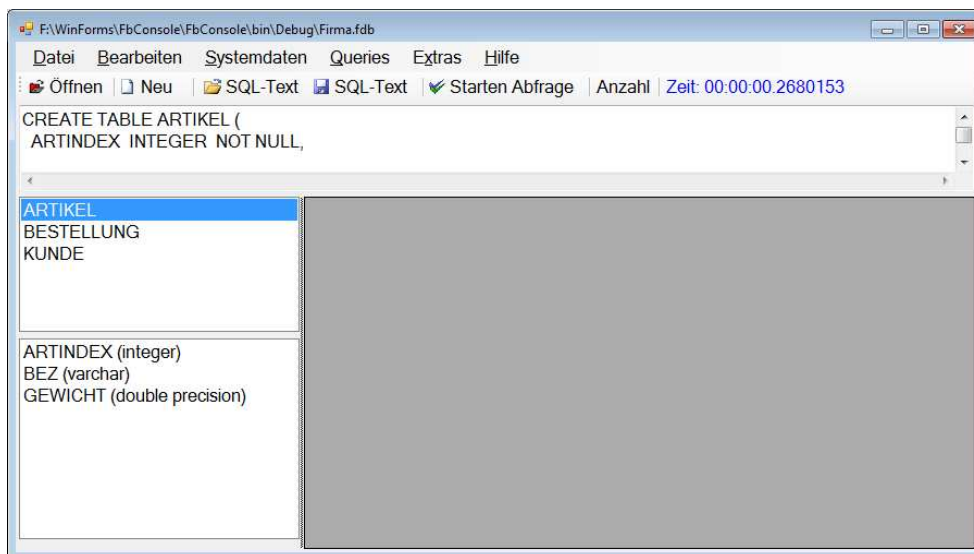 F:\WinForms\FbConsole\FbConsole\bin\Debug\Firma.fdb
Datei Bearbeiten Systemdaten Queries Extras Hilfe
Öffnen Neu SQL-Text SQL-Text Starten Abfrage Anzahl Zeit: 00:00:00.2680153
CREATE TABLE ARTIKEL (
ARTINDEX INTEGER NOT NULL,
ARTIKEL
BESTELLUNG
KUNDE
ARTINDEX (integer)
BEZ (varchar)
GEWICHT (double precision)